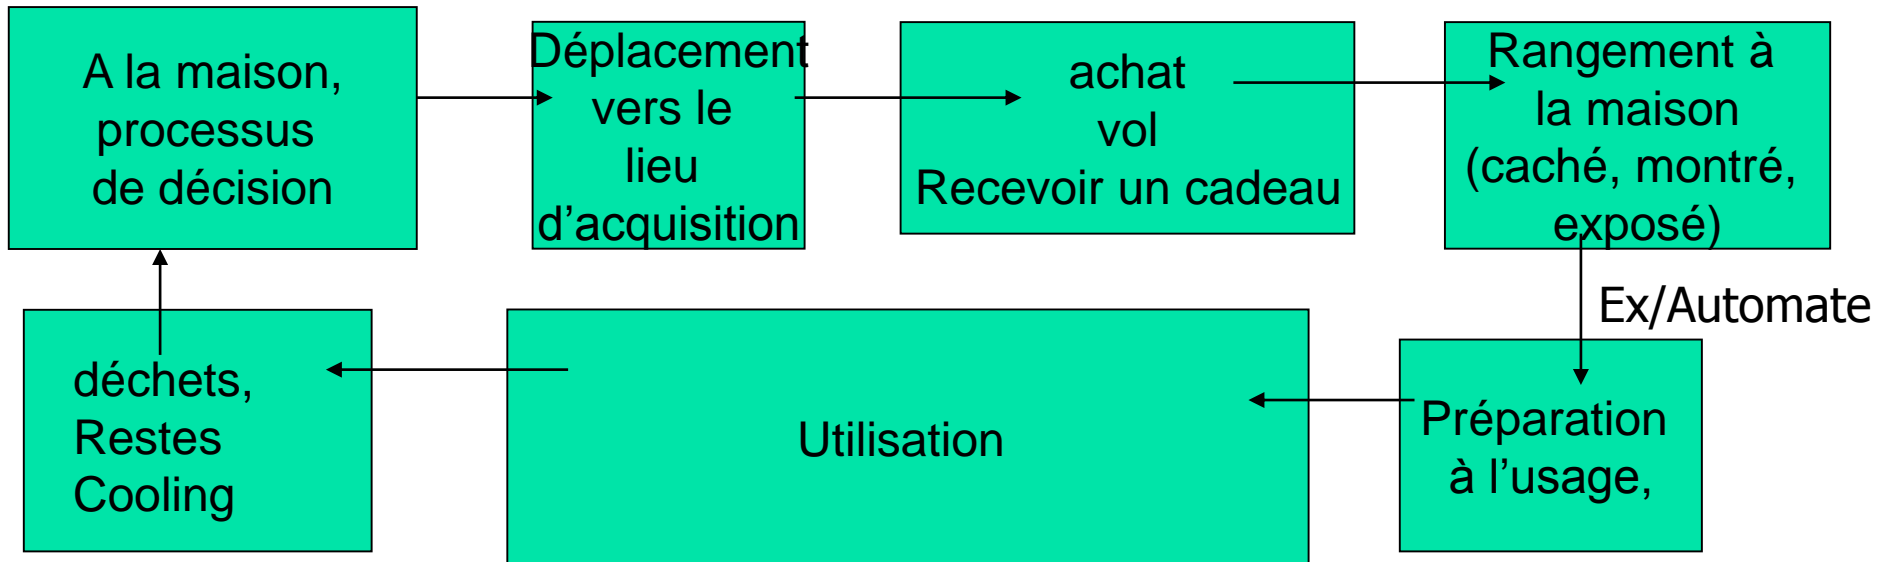 A la maison,
processus
de décision
Déplacement
vers le
lieu
d’acquisition
achat
vol
Recevoir un cadeau
Rangement à
la maison
(caché, montré,
exposé)
Ex/Automate
déchets,
Restes
Cooling
Utilisation
Préparation
à l’usage,